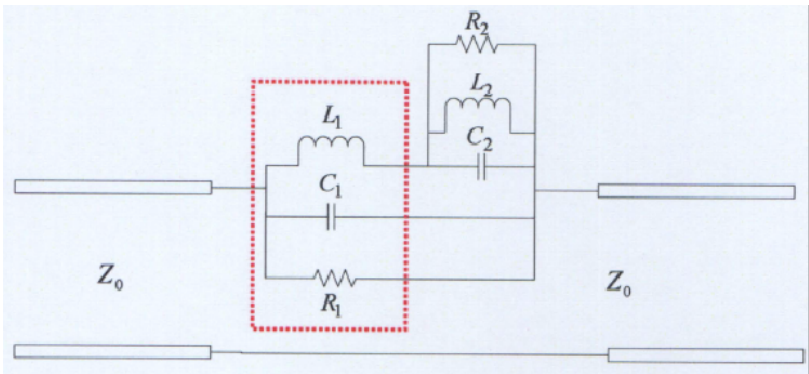 R₂
L₂
L₁
C₂
C₁
Z₀
Z₀
R₁